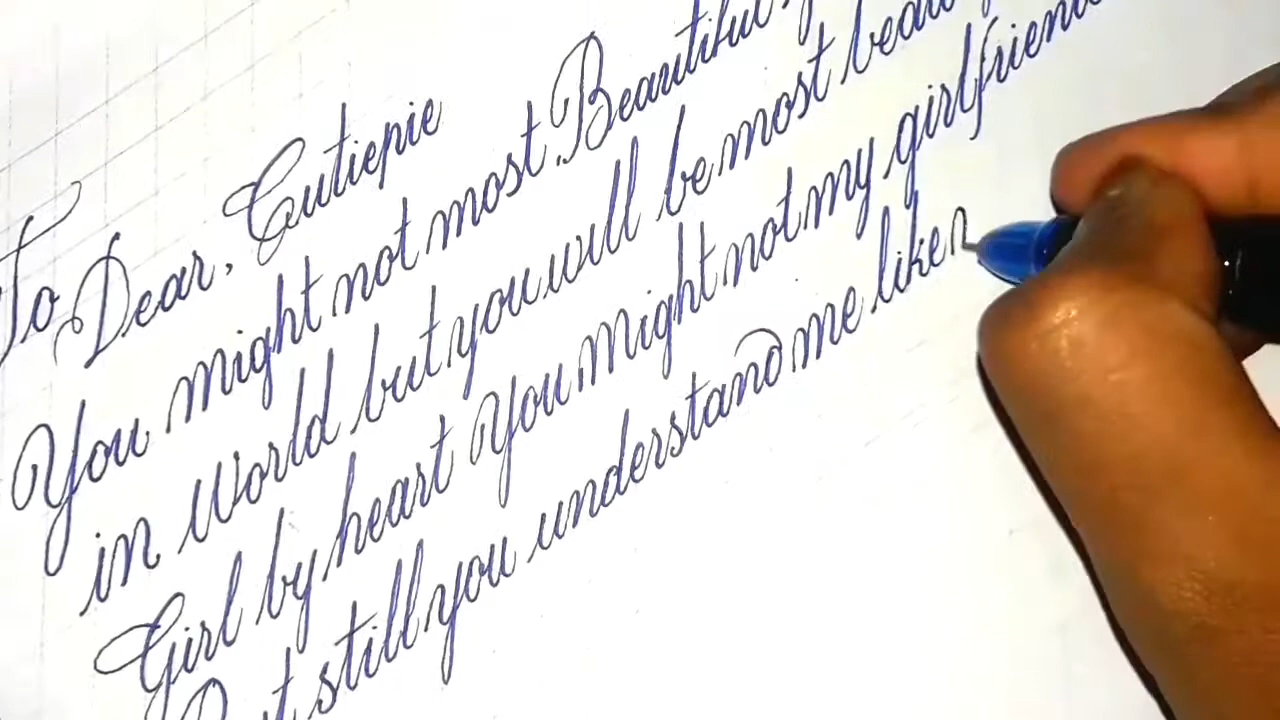 To
Dear, Cutiepie
You might not most Beautiful
in world but you will be most
Girl by heart You Might not my girlfriend
But still you understand me like